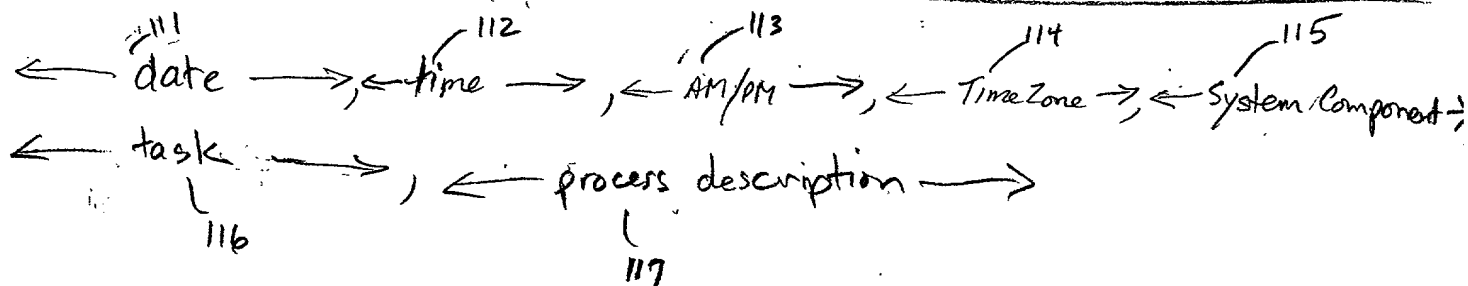 111 112 113 114 115
← date →, ← time →, ← AM/PM →, ← TimeZone →, ← System Component →
← task →, ← process description →
116 117